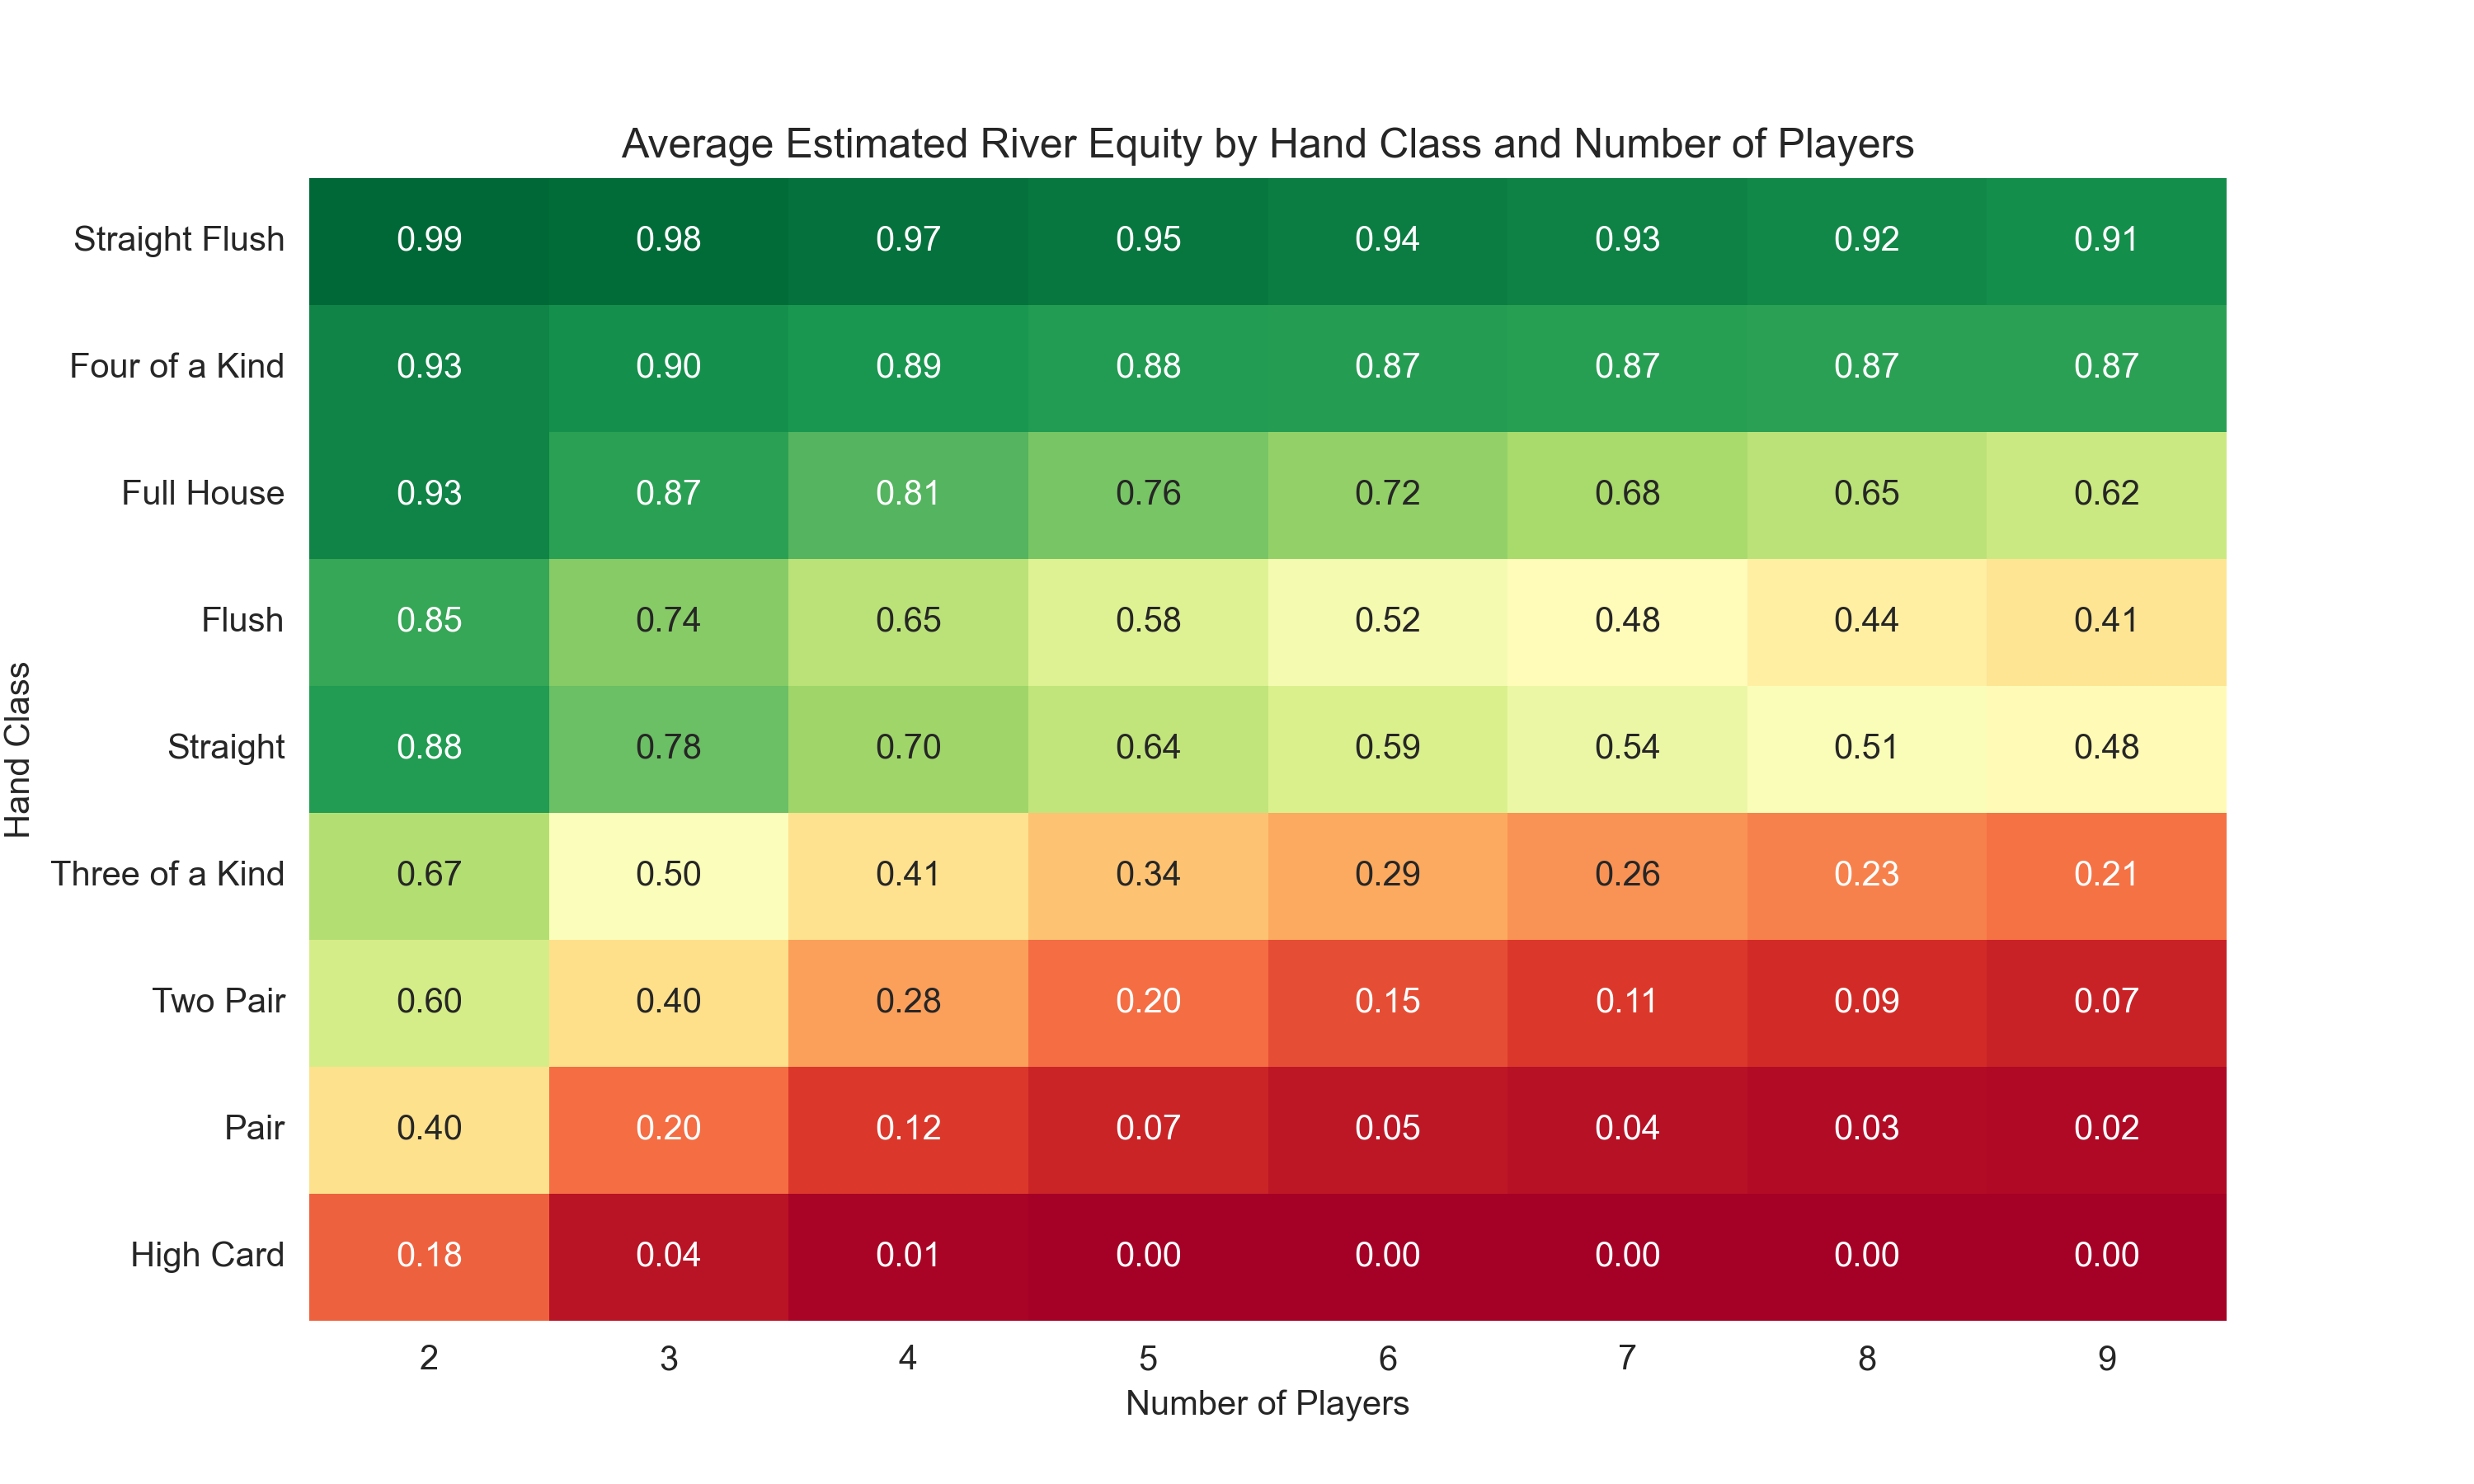 Average Estimated River Equity by Hand Class and Number of Players
Hand Class
Straight Flush 0.99 0.98 0.97 0.95 0.94 0.93 0.92 0.91
Four of a Kind 0.93 0.90 0.89 0.88 0.87 0.87 0.87 0.87
Full House 0.93 0.87 0.81 0.76 0.72 0.68 0.65 0.62
Flush 0.85 0.74 0.65 0.58 0.52 0.48 0.44 0.41
Straight 0.88 0.78 0.70 0.64 0.59 0.54 0.51 0.48
Three of a Kind 0.67 0.50 0.41 0.34 0.29 0.26 0.23 0.21
Two Pair 0.60 0.40 0.28 0.20 0.15 0.11 0.09 0.07
Pair 0.40 0.20 0.12 0.07 0.05 0.04 0.03 0.02
High Card 0.18 0.04 0.01 0.00 0.00 0.00 0.00 0.00
2 3 4 5 6 7 8 9
Number of Players